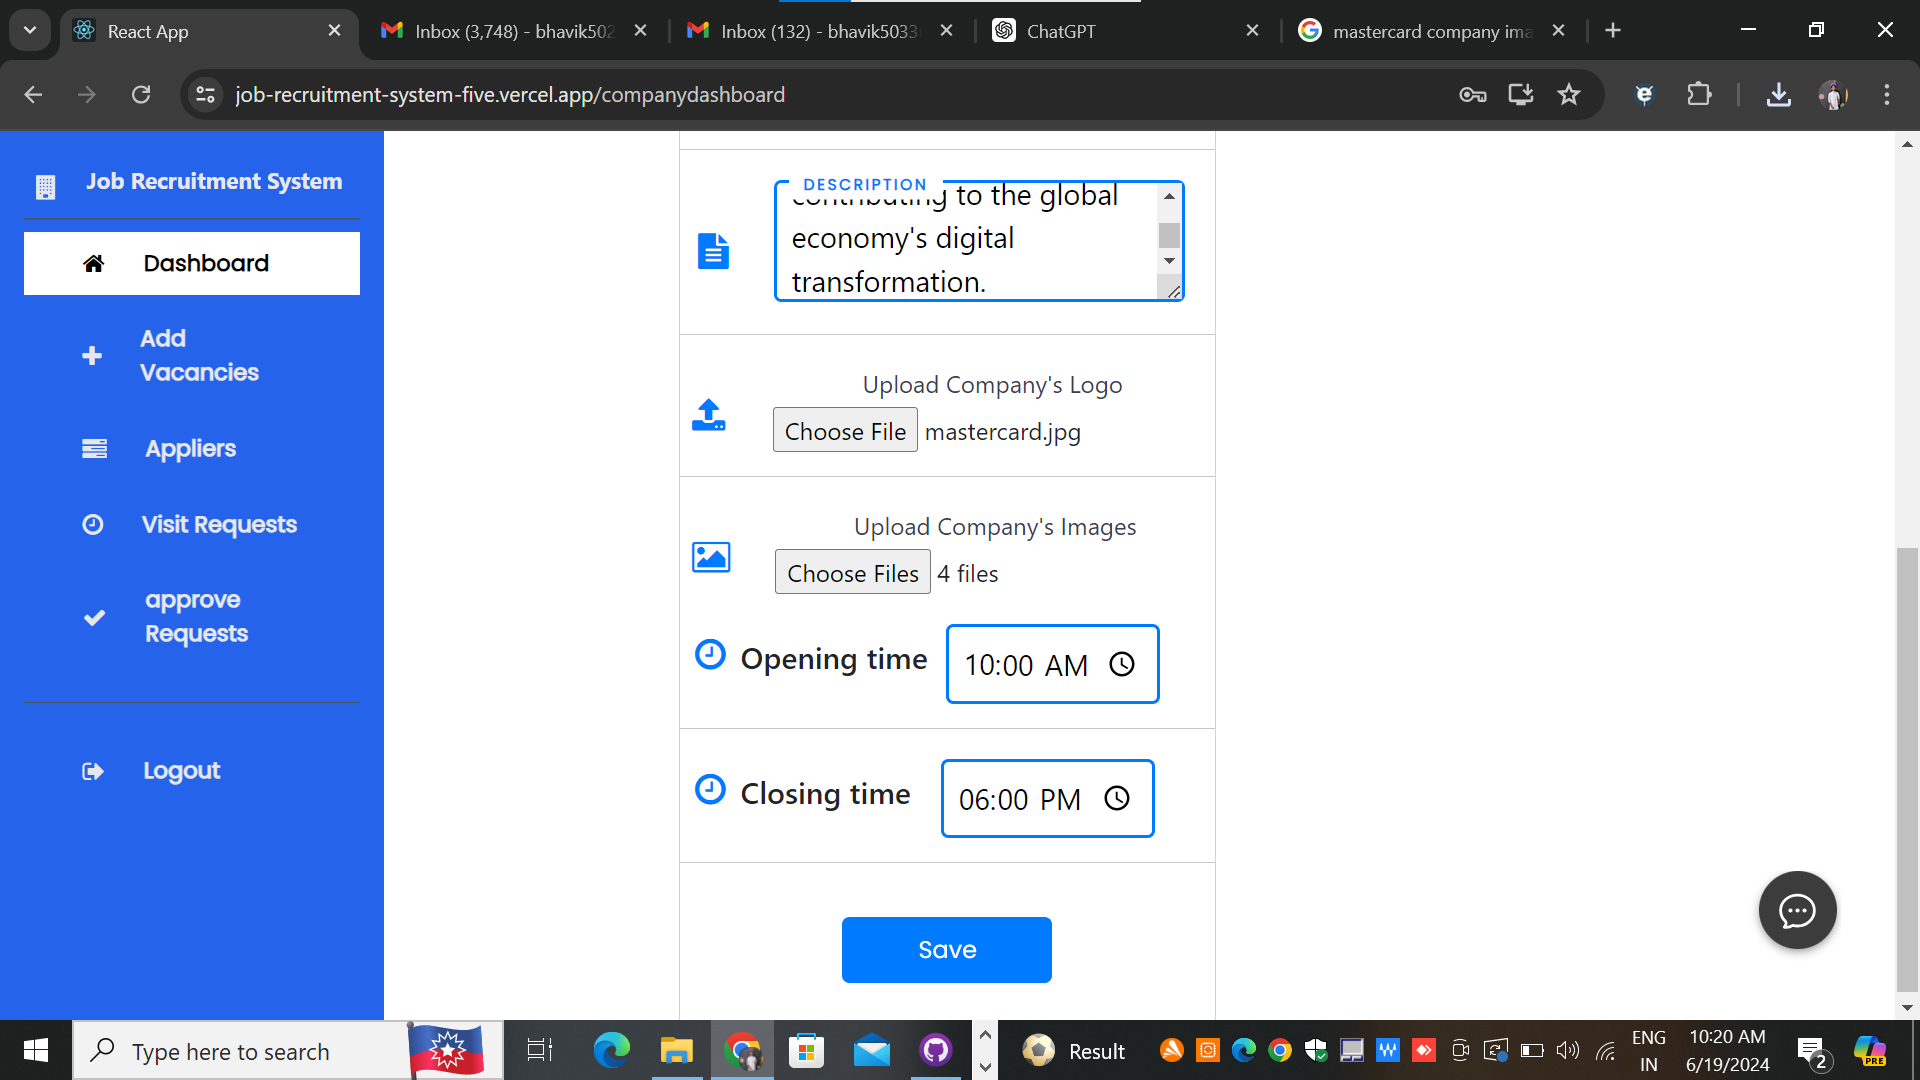 React App
Inbox (3,748) - bhavik502
Inbox (132) - bhavik5033
ChatGPT
mastercard company ima
job-recruitment-system-five.vercel.app/companydashboard
Job Recruitment System
Dashboard
Add
Vacancies
Appliers
Visit Requests
approve
Requests
Logout
DESCRIPTION
contributing to the global
economy's digital
transformation.
Upload Company's Logo
Choose File mastercard.jpg
Upload Company's Images
Choose Files 4 files
Opening time 10:00 AM
Closing time 06:00 PM
Save
Type here to search
Result
ENG
IN
10:20 AM
6/19/2024
2
PRE